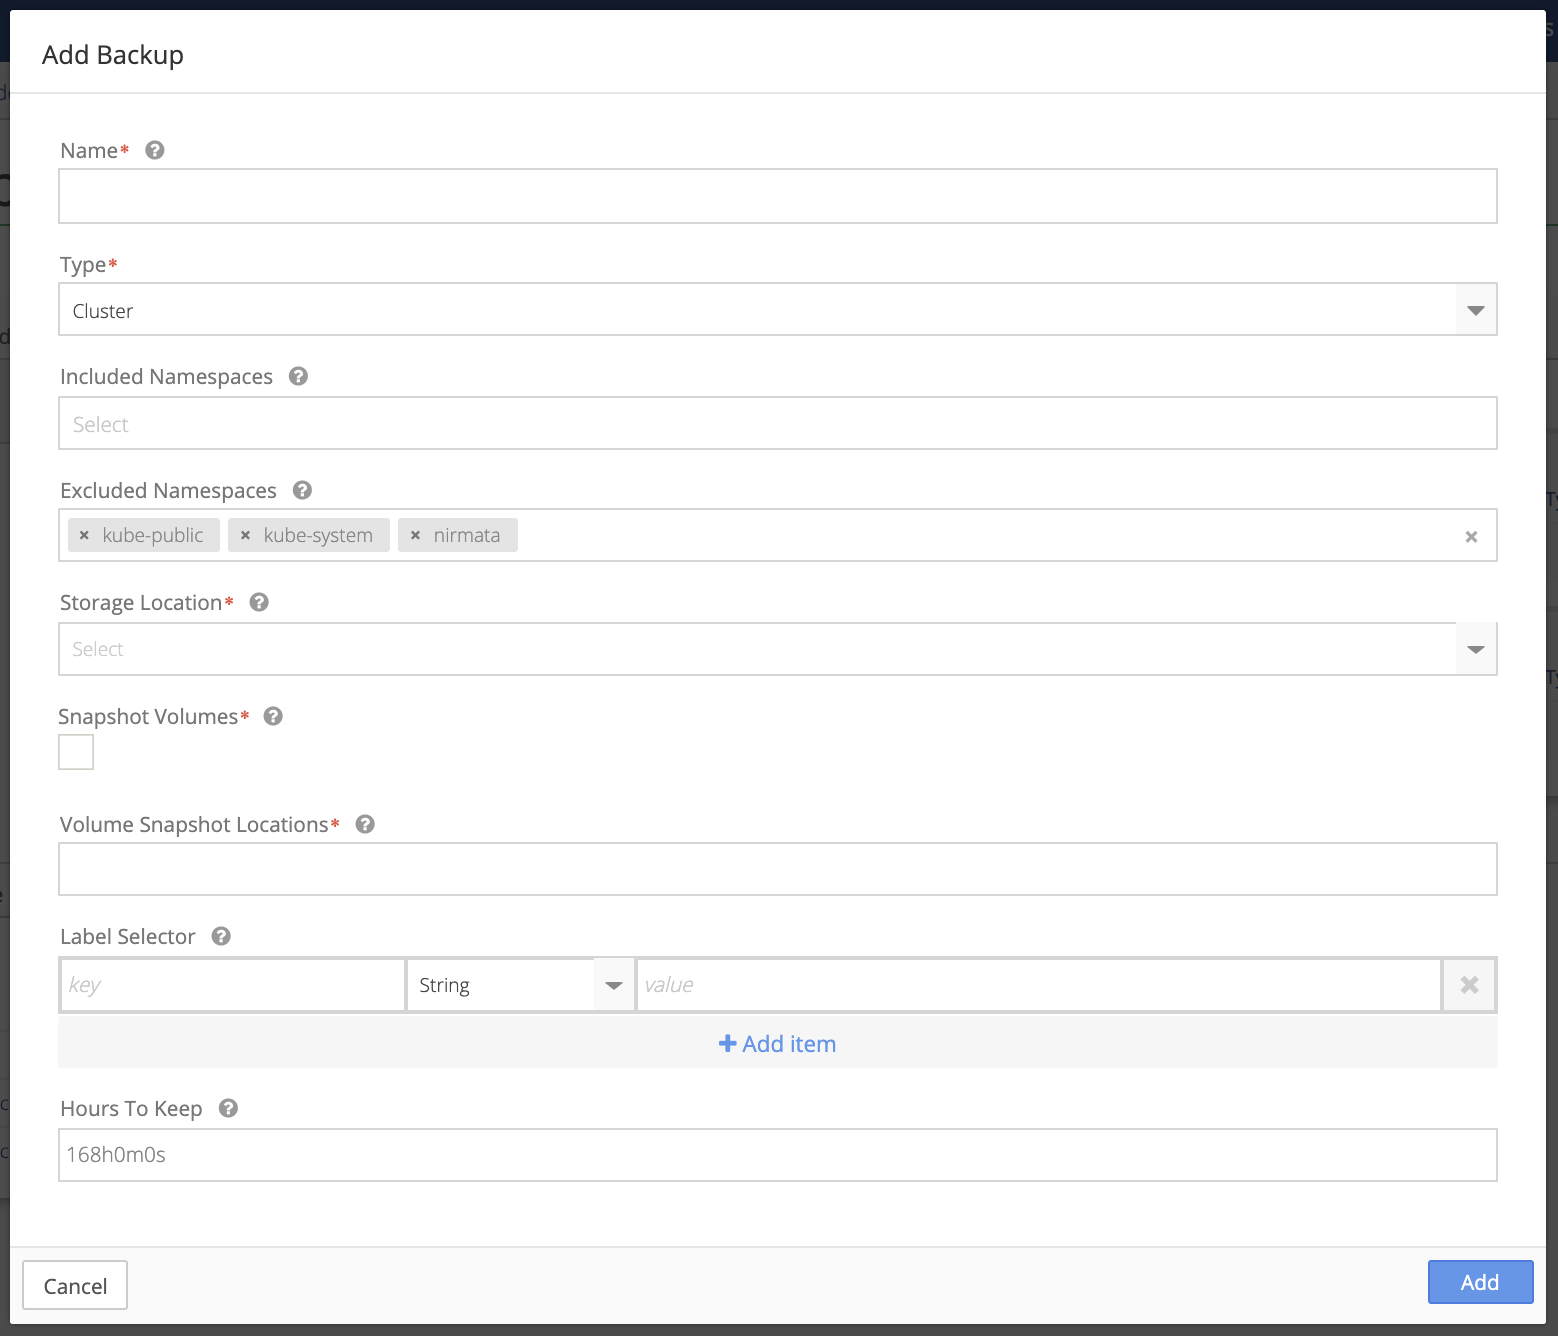 Add Backup
Name*
Type*
Cluster
Included Namespaces
Select
Excluded Namespaces
× kube-public × kube-system × nirmata ×
Storage Location*
Select
Snapshot Volumes*
Volume Snapshot Locations*
Label Selector
key String value
+ Add item
Hours To Keep
168h0m0s
Cancel Add